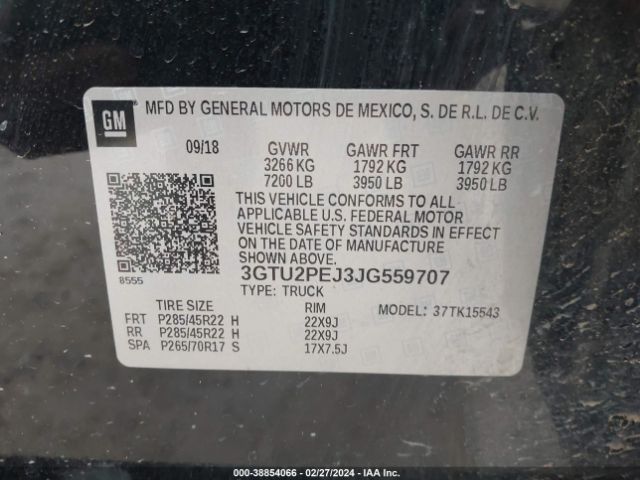 GM MFD BY GENERAL MOTORS DE MEXICO, S. DE R.L. DE C.V.
09/18 GVWR GAWR FRT GAWR RR
3266 KG 1792 KG 1792 KG
7200 LB 3950 LB 3950 LB
THIS VEHICLE CONFORMS TO ALL
APPLICABLE U.S. FEDERAL MOTOR
VEHICLE SAFETY STANDARDS IN EFFECT
ON THE DATE OF MANUFACTURE
SHOWN ABOVE.
3GTU2PEJ3JG559707
8555
TYPE: TRUCK
TIRE SIZE RIM MODEL: 37TK15543
FRT P285/45R22 H 22X9J
RR P285/45R22 H 22X9J
SPA P265/70R17 S 17X7.5J
360-38854066 - 02/27/2024 - IAA Inc.